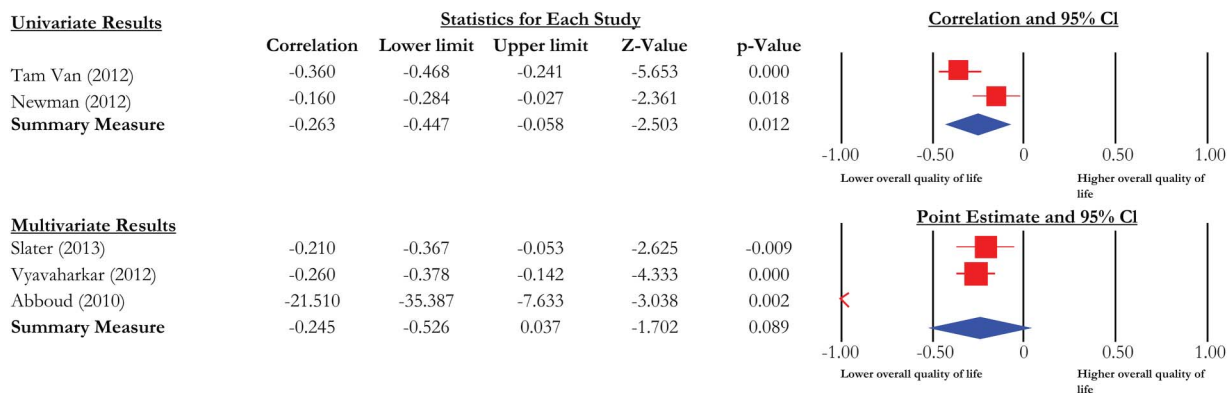 Univariate Results Statistics for Each Study Correlation and 95% Cl
Correlation Lower limit Upper limit Z-Value p-Value
Tam Van (2012) -0.360 -0.468 -0.241 -5.653 0.000
Newman (2012) -0.160 -0.284 -0.027 -2.361 0.018
Summary Measure -0.263 -0.447 -0.058 -2.503 0.012
-1.00 -0.50 0 0.50 1.00
Lower overall quality of life Higher overall quality of
life
Multivariate Results Point Estimate and 95% Cl
Slater (2013) -0.210 -0.367 -0.053 -2.625 -0.009
Vyavaharkar (2012) -0.260 -0.378 -0.142 -4.333 0.000
Abboud (2010) -21.510 -35.387 -7.633 -3.038 0.002
Summary Measure -0.245 -0.526 0.037 -1.702 0.089
-1.00 -0.50 0 0.50 1.00
Lower overall quality of life Higher overall quality of
life